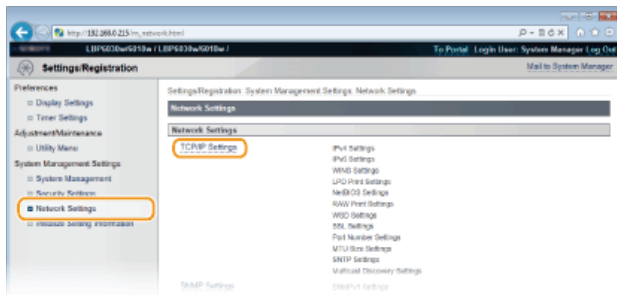 http://192.168.0.215/m_network.html
LBP6030w/6018w / LBP6030w/6018w /
To Portal Login User: System Manager Log Out
Settings/Registration
Mail to System Manager
Preferences
Display Settings
Timer Settings
Adjustment/Maintenance
Utility Menu
System Management Settings
System Management
Security Settings
Network Settings
Initialize Setting Information
Settings/Registration: System Management Settings: Network Settings
Network Settings
Network Settings
TCP/IP Settings
IPv4 Settings
IPv6 Settings
WINS Settings
LPD Print Settings
NetBIOS Settings
RAW Print Settings
WSD Settings
SSL Settings
Port Number Settings
MTU Size Settings
SNTP Settings
Multicast Discovery Settings
SNMP Settings
SNMPv1 Settings